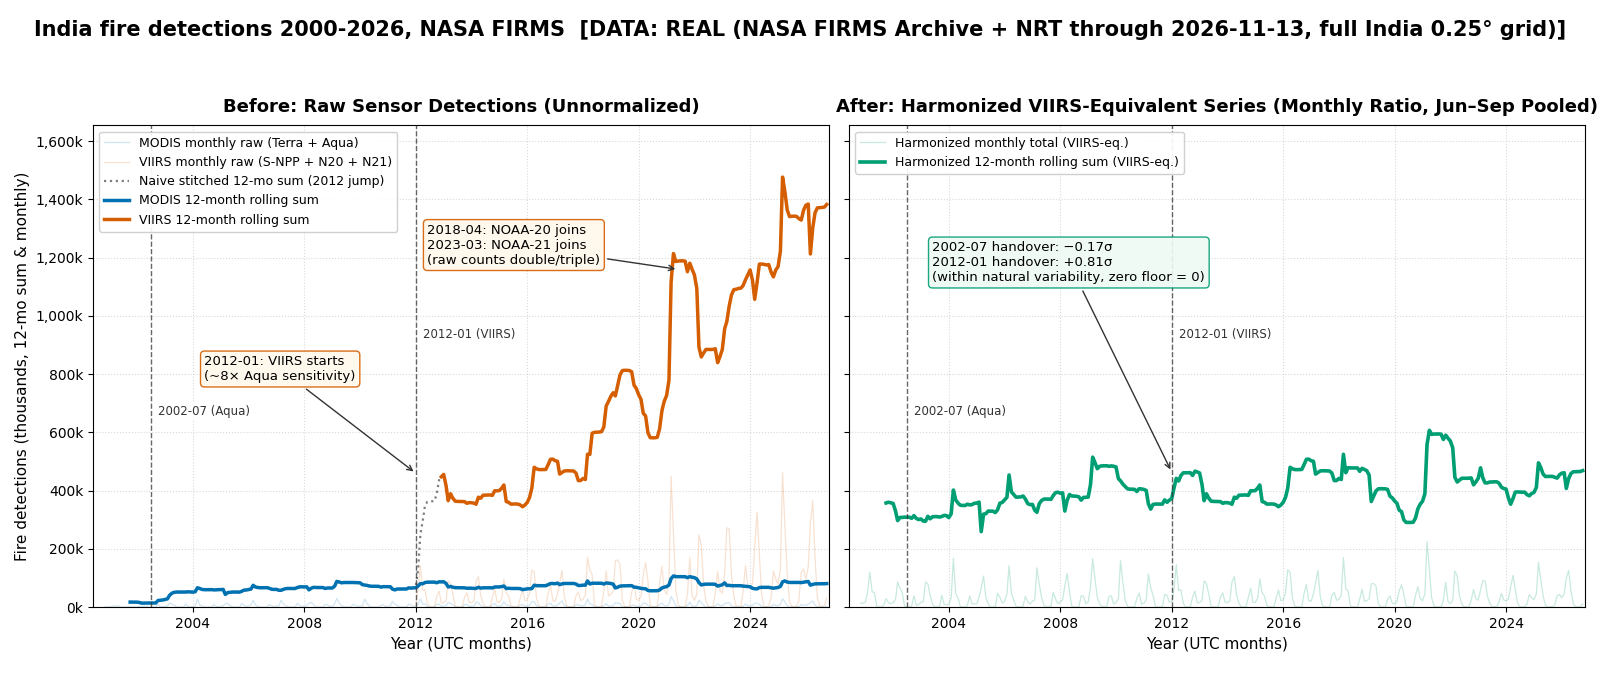 India fire detections 2000-2026, NASA FIRMS  [DATA: REAL (NASA FIRMS Archive + NRT through 2026-11-13, full India 0.25° grid)]
Before: Raw Sensor Detections (Unnormalized)
Fire detections (thousands, 12-mo sum & monthly)
1,600k
1,400k
1,200k
1,000k
800k
600k
400k
200k
0k
MODIS monthly raw (Terra + Aqua)
VIIRS monthly raw (S-NPP + N20 + N21)
Naive stitched 12-mo sum (2012 jump)
MODIS 12-month rolling sum
VIIRS 12-month rolling sum
2018-04: NOAA-20 joins
2023-03: NOAA-21 joins
(raw counts double/triple)
2012-01 (VIIRS)
2012-01: VIIRS starts
(~8× Aqua sensitivity)
2002-07 (Aqua)
2004
2008
2012
2016
2020
2024
Year (UTC months)
After: Harmonized VIIRS-Equivalent Series (Monthly Ratio, Jun–Sep Pooled)
Harmonized monthly total (VIIRS-eq.)
Harmonized 12-month rolling sum (VIIRS-eq.)
2002-07 handover: −0.17σ
2012-01 handover: +0.81σ
(within natural variability, zero floor = 0)
2012-01 (VIIRS)
2002-07 (Aqua)
2004
2008
2012
2016
2020
2024
Year (UTC months)